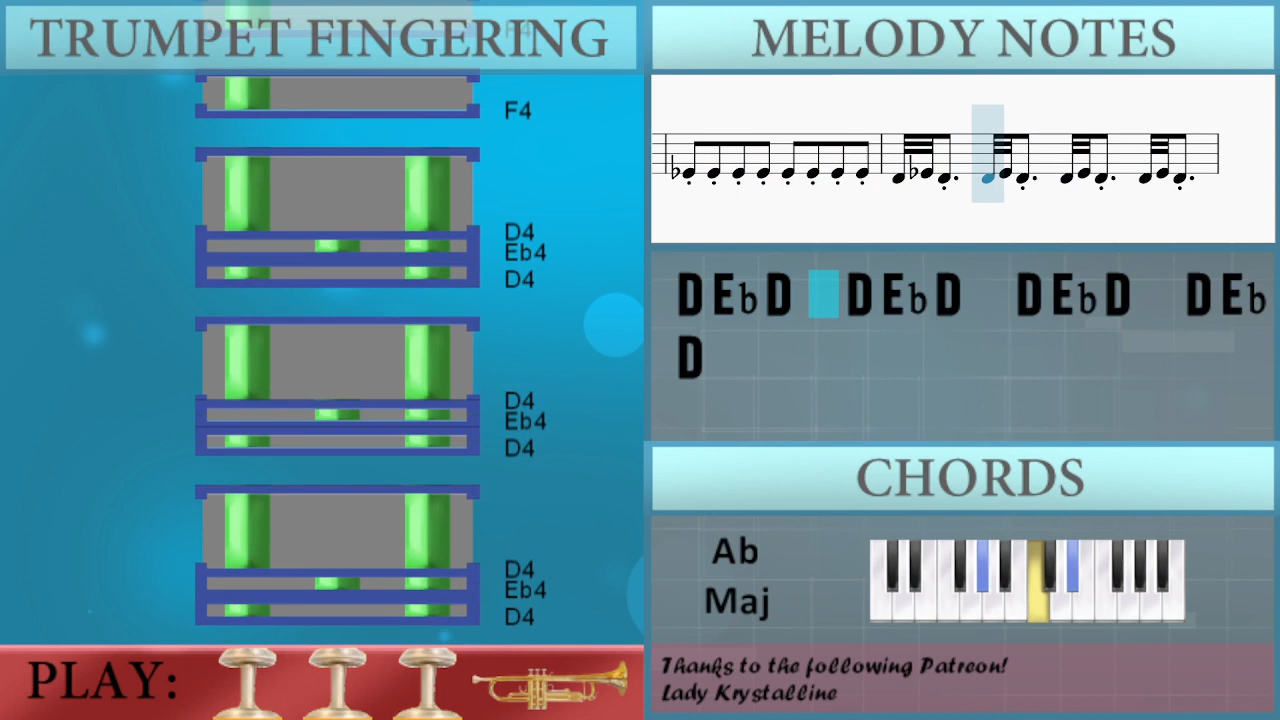 TRUMPET FINGERING
F4
F4
D4
Eb4
D4
D4
Eb4
D4
D4
Eb4
D4
PLAY:
MELODY NOTES
D Eb D D Eb D D Eb D D Eb
D
CHORDS
Ab
Maj
Thanks to the following Patreon!
Lady Krystalline